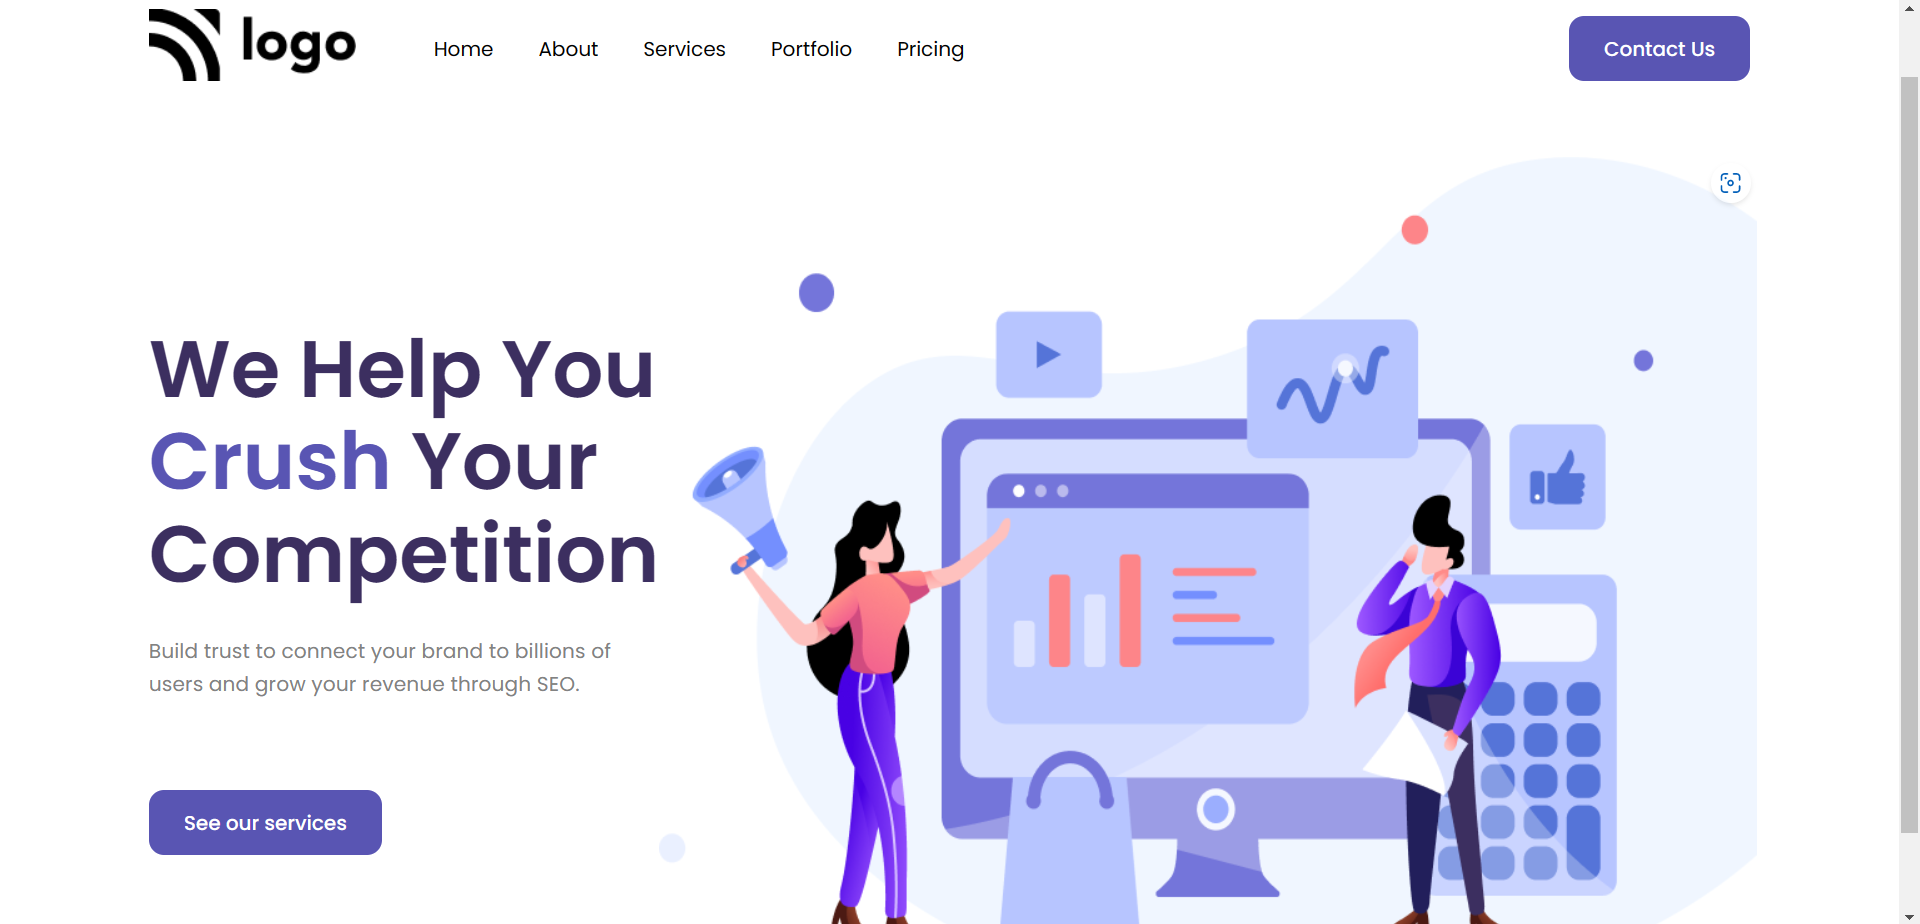 logo
Home About Services Portfolio Pricing
Contact Us
We Help You
Crush Your
Competition
Build trust to connect your brand to billions of
users and grow your revenue through SEO.
See our services